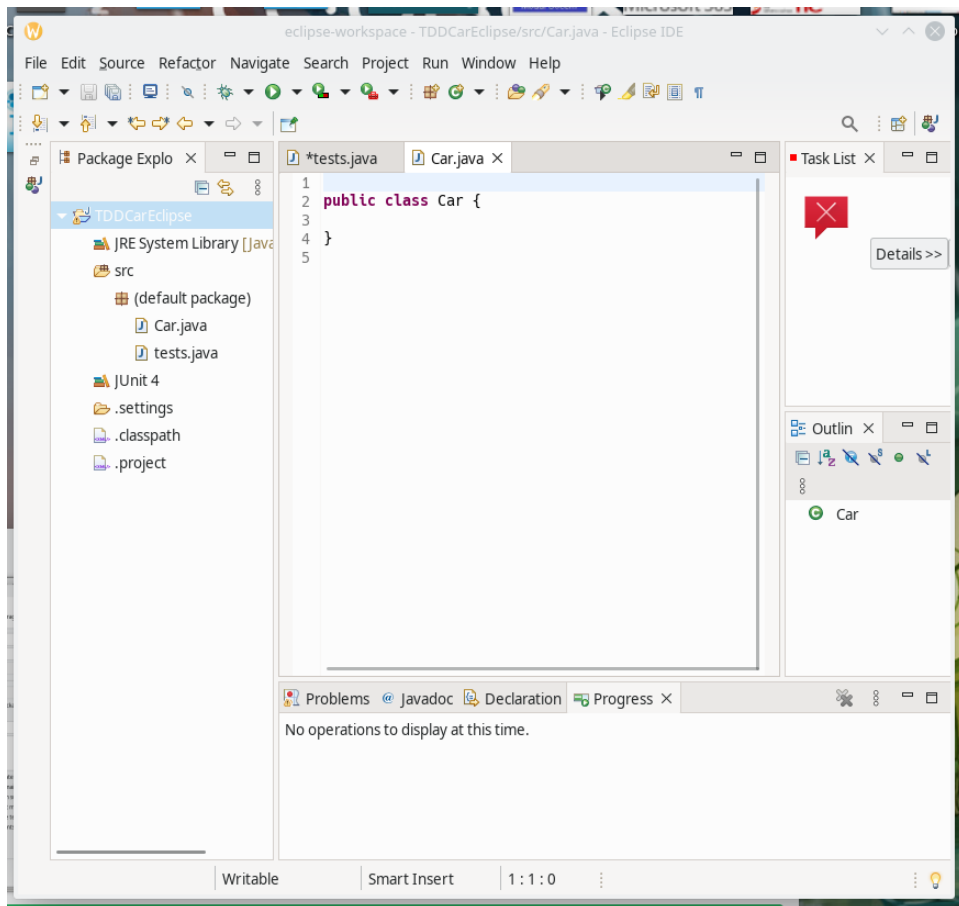 eclipse-workspace - TDDCarEclipse/src/Car.java - Eclipse IDE
File Edit Source Refactor Navigate Search Project Run Window Help
Package Explo
*tests.java
Car.java
Task List
TDDCarEclipse
JRE System Library [Java
src
(default package)
Car.java
tests.java
JUnit 4
.settings
.classpath
.project
1
2 public class Car {
3
4 }
5
Details >>
Outlin
Car
Problems @ Javadoc Declaration Progress
No operations to display at this time.
Writable Smart Insert 1 : 1 : 0